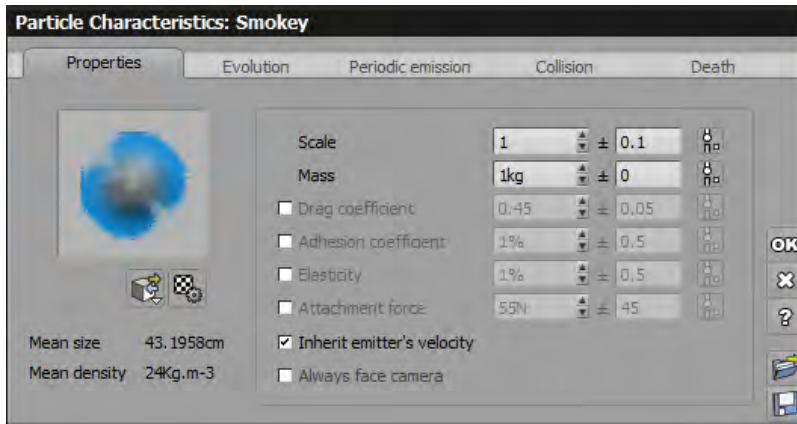 Particle Characteristics: Smokey
Properties Evolution Periodic emission Collision Death
Scale 1 ± 0.1
Mass 1kg ± 0
Drag coefficient 0.45 ± 0.05
Adhesion coefficient 1% ± 0.5
Elasticity 1% ± 0.5
Attachment force 55N ± 45
Inherit emitter's velocity
Always face camera
Mean size 43.1958cm
Mean density 24Kg.m-3
OK
?